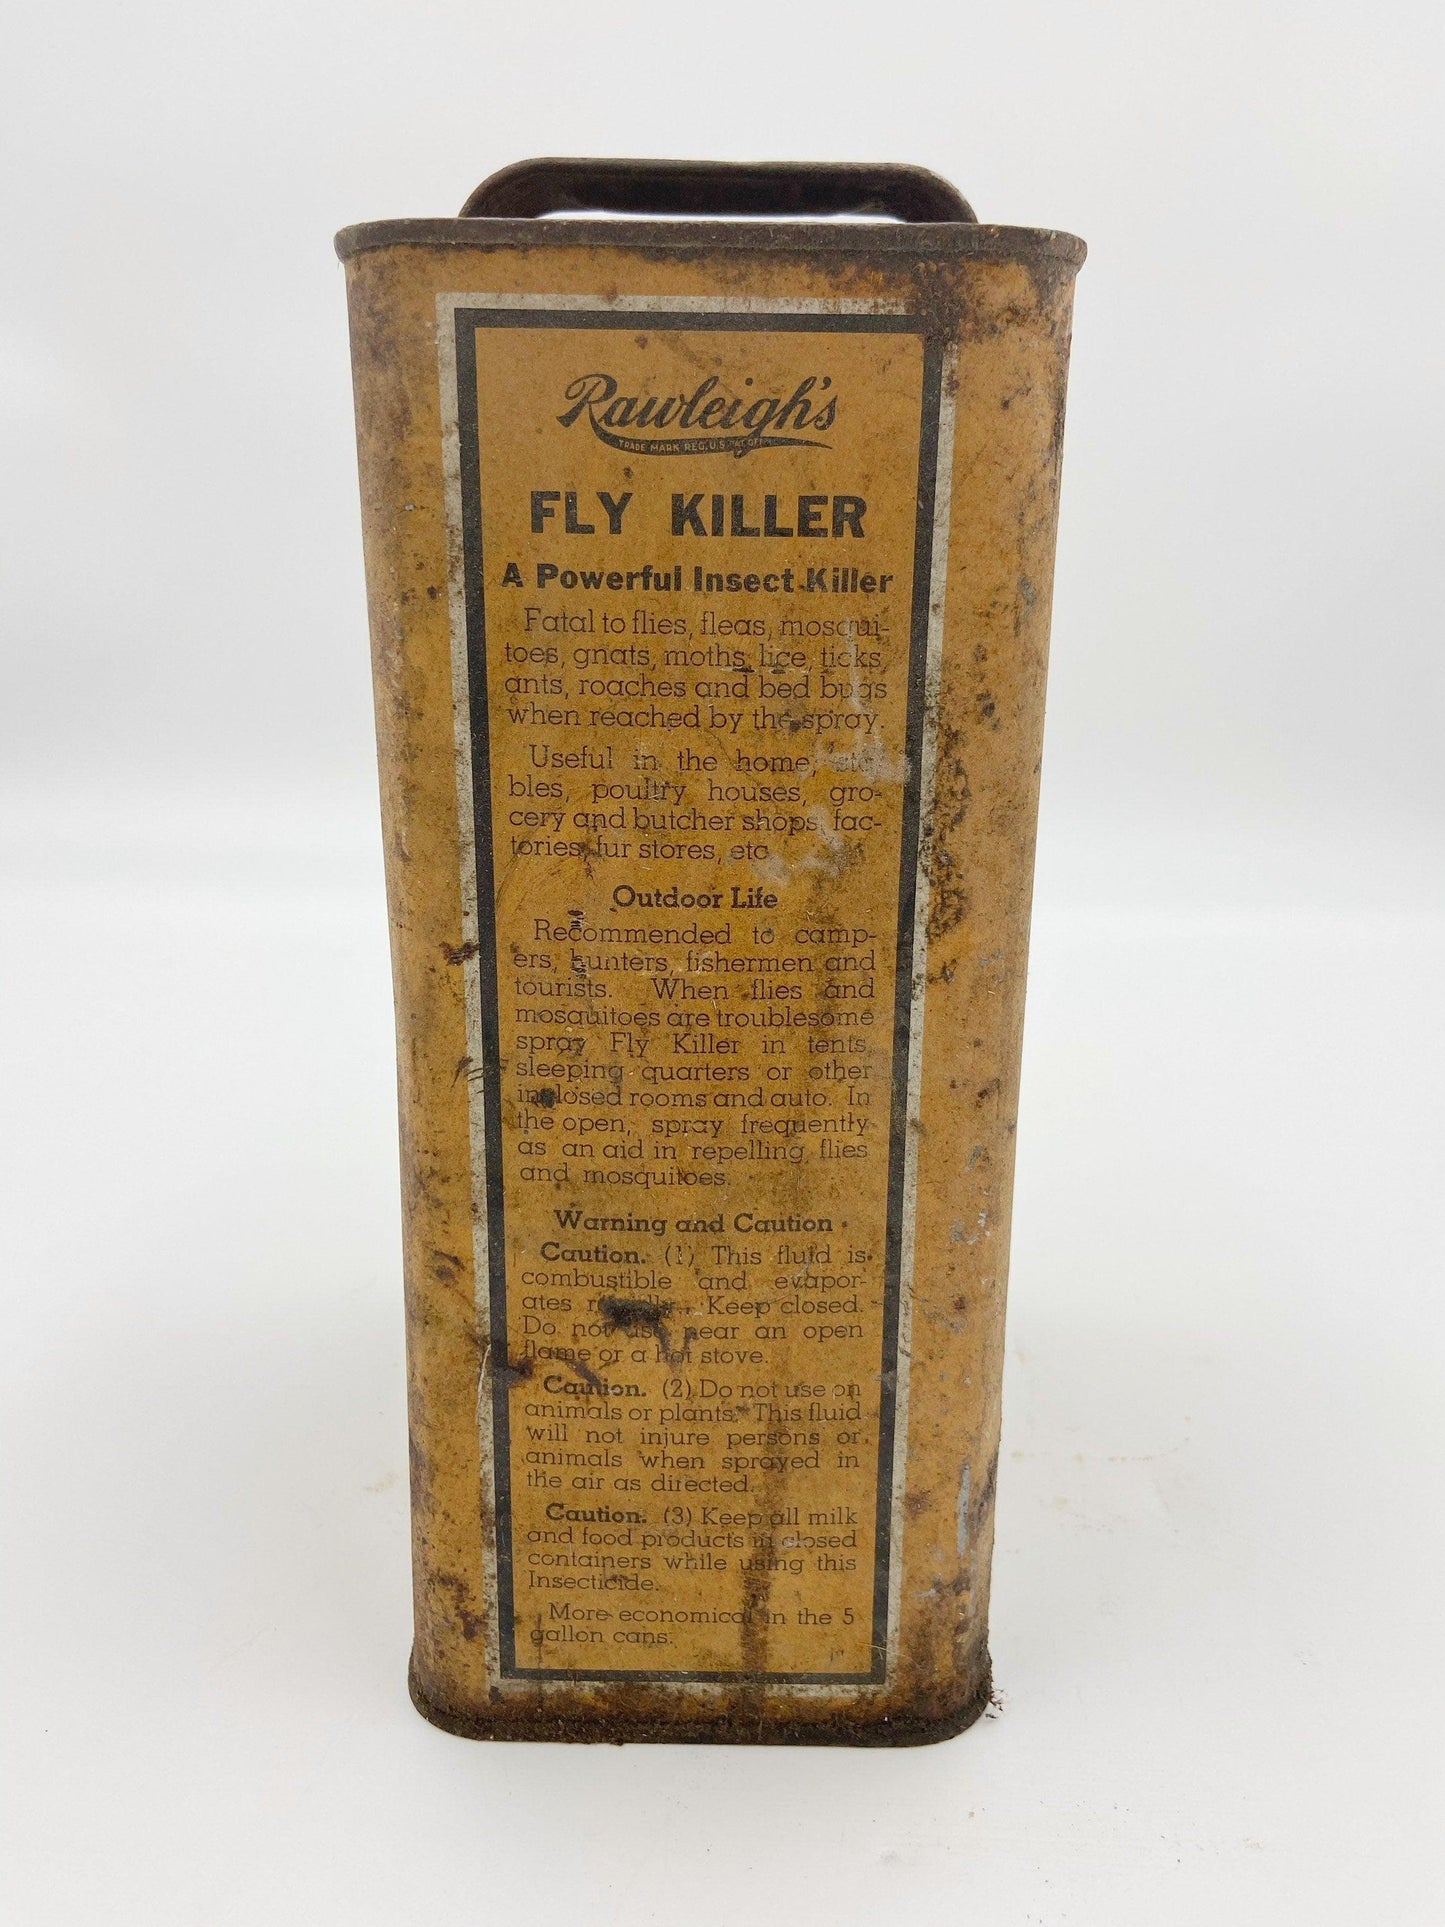 Rawleigh's
TRADE MARK REG. U.S. PAT. OFF.
FLY KILLER
A Powerful Insect Killer
Fatal to flies, fleas, mosqui-
toes, gnats, moths, lice, ticks,
ants, roaches and bed bugs
when reached by the spray.
Useful in the home, sta-
bles, poultry houses, gro-
cery and butcher shops, fac-
tories, fur stores, etc.
Outdoor Life
Recommended to camp-
ers, hunters, fishermen and
tourists. When flies and
mosquitoes are troublesome
spray Fly Killer in tents,
sleeping quarters or other
inclosed rooms and auto. In
the open, spray frequently
as an aid in repelling flies
and mosquitoes.
Warning and Caution
Caution. (1) This fluid is
combustible and evapor-
ates rapidly. Keep closed.
Do not use near an open
flame or a hot stove.
Caution. (2) Do not use on
animals or plants. This fluid
will not injure persons or
animals when sprayed in
the air as directed.
Caution. (3) Keep all milk
and food products in closed
containers while using this
Insecticide.
More economical in the 5
gallon cans.